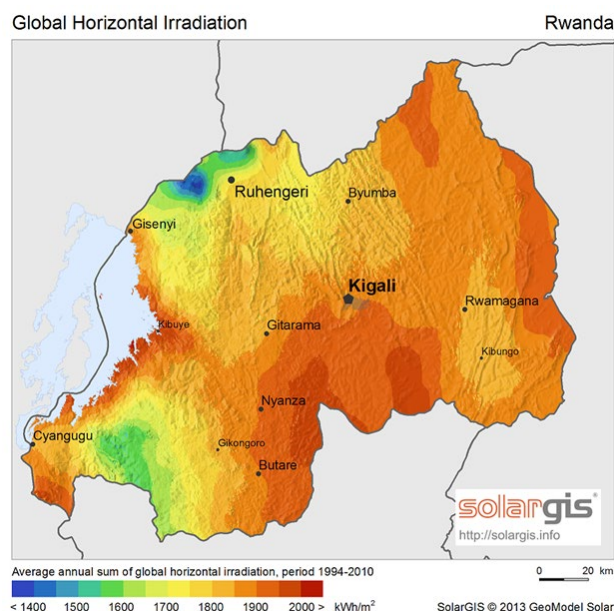 Global Horizontal Irradiation Rwanda
Ruhengeri
Byumba
Gisenyi
Kigali
Rwamagana
Kibuye
Gitarama
Kibungo
Nyanza
Cyangugu
Gikongoro
Butare
solargis
http://solargis.info
Average annual sum of global horizontal irradiation, period 1994-2010
0 20 km
< 1400 1500 1600 1700 1800 1900 2000 > kWh/m²
SolarGIS © 2013 GeoModel Solar